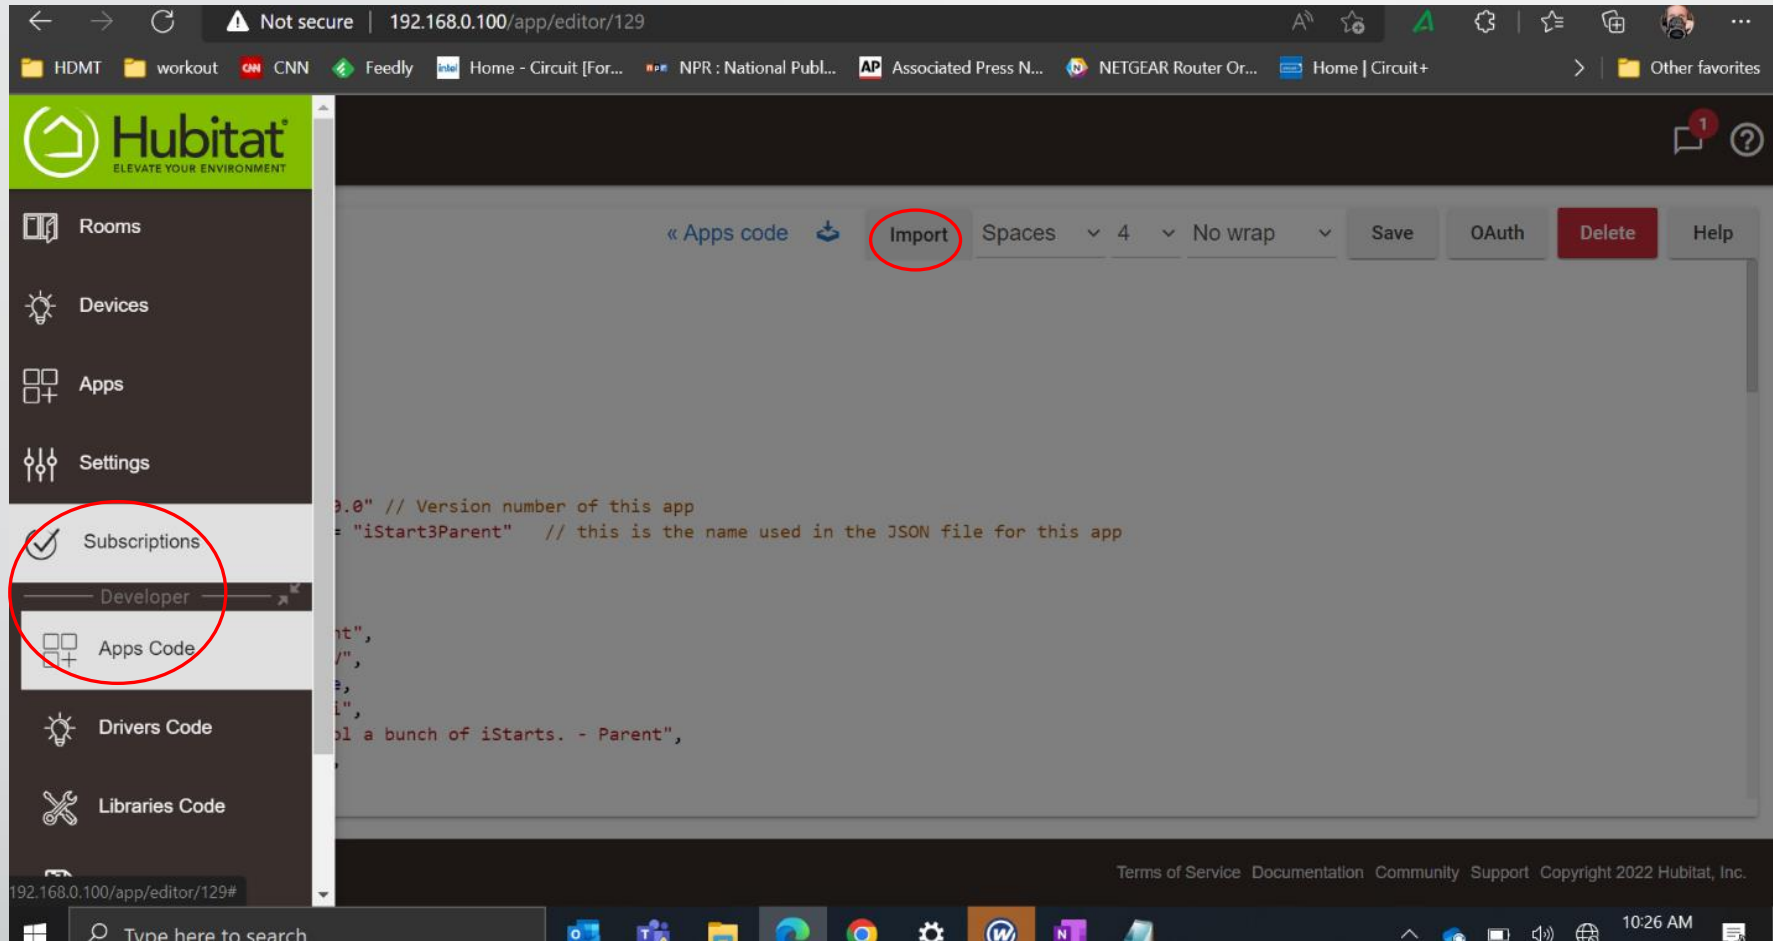 Not secure | 192.168.0.100/app/editor/129
HDMT workout CNN Feedly Home - Circuit [For... NPR : National Publ... AP Associated Press N... NETGEAR Router Or... Home | Circuit+ Other favorites
Hubitat
ELEVATE YOUR ENVIRONMENT
1
Rooms
« Apps code Import Spaces 4 No wrap Save OAuth Delete Help
Devices
Apps
Settings
.0" // Version number of this app
= "iStart3Parent" // this is the name used in the JSON file for this app
Subscriptions
Developer
nt",
Apps Code
",
e,
i",
Drivers Code
ol a bunch of iStarts. - Parent",
,
Libraries Code
Terms of Service Documentation Community Support Copyright 2022 Hubitat, Inc.
192.168.0.100/app/editor/129#
Type here to search
10:26 AM